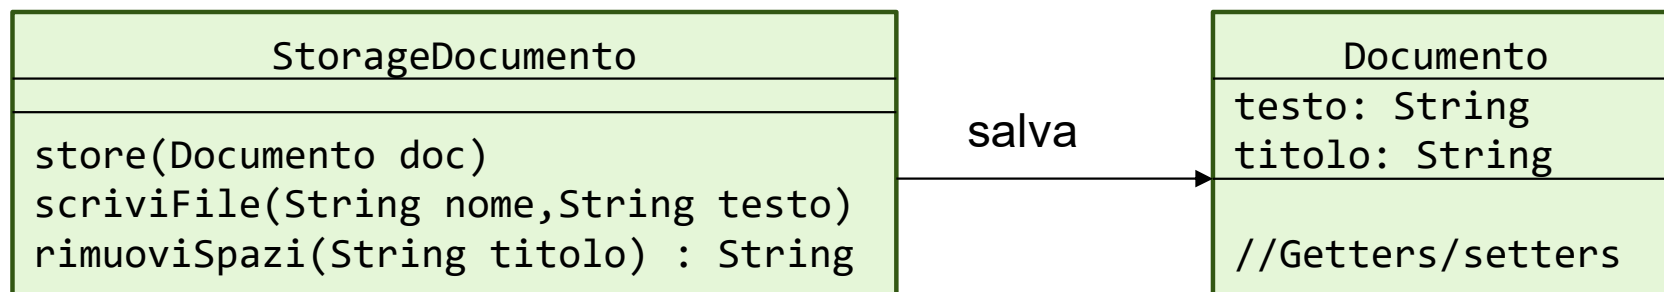 StorageDocumento
store(Documento doc)
scriviFile(String nome,String testo)
rimuoviSpazi(String titolo) : String
salva
Documento
testo: String
titolo: String
//Getters/setters